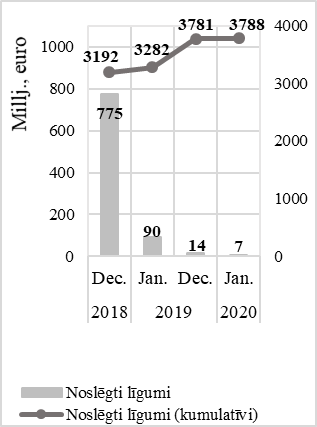 Millj., euro
3192 3282 3781 3788
4000
1000
3000
800
775
600
2000
400
1000
200
90 14 7
0 0
Dec. Jan. Dec. Jan.
2018 2019 2020
Noslēgti līgumi
Noslēgti līgumi (kumulatīvi)